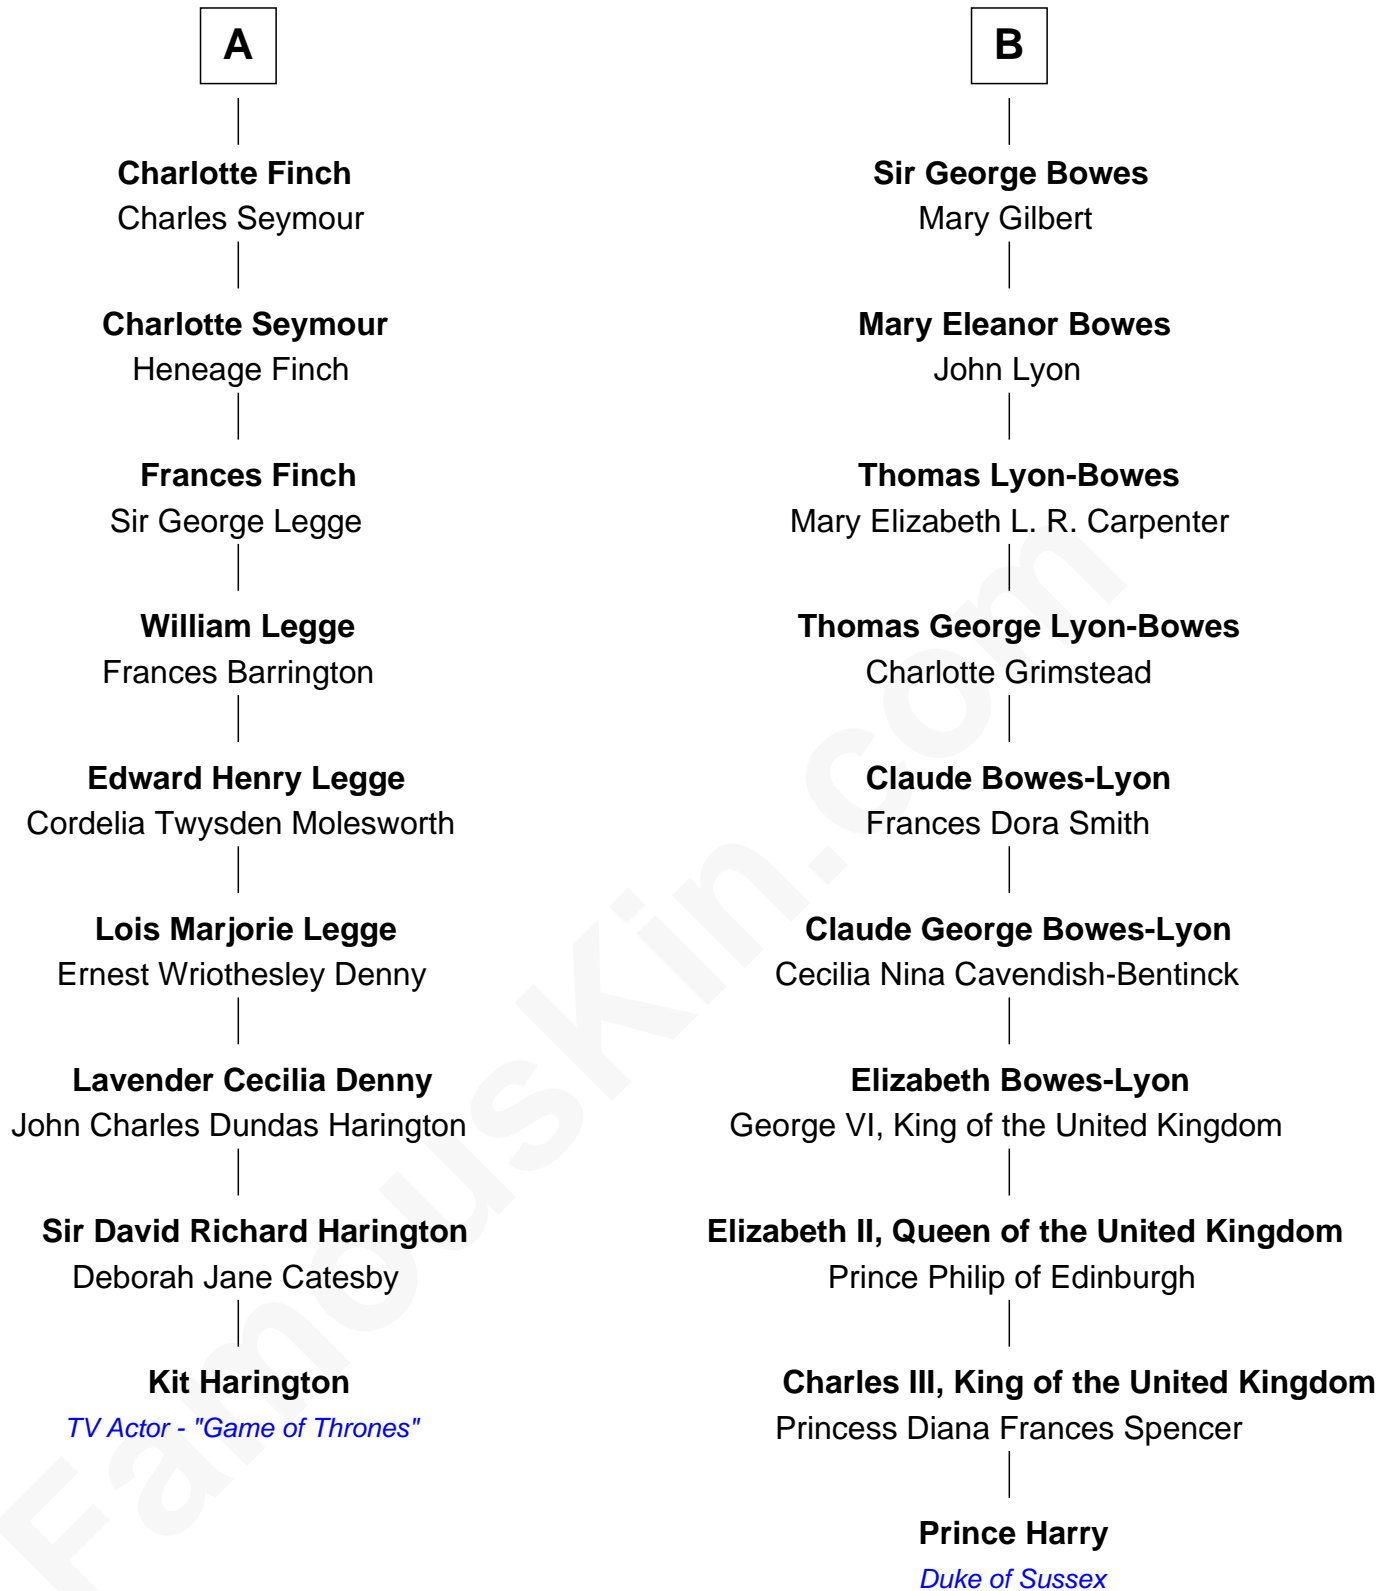 A
Charlotte Finch
Charles Seymour
Charlotte Seymour
Heneage Finch
Frances Finch
Sir George Legge
William Legge
Frances Barrington
Edward Henry Legge
Cordelia Twysden Molesworth
Lois Marjorie Legge
Ernest Wriothesley Denny
Lavender Cecilia Denny
John Charles Dundas Harington
Sir David Richard Harington
Deborah Jane Catesby
Kit Harington
TV Actor - "Game of Thrones"
B
Sir George Bowes
Mary Gilbert
Mary Eleanor Bowes
John Lyon
Thomas Lyon-Bowes
Mary Elizabeth L. R. Carpenter
Thomas George Lyon-Bowes
Charlotte Grimstead
Claude Bowes-Lyon
Frances Dora Smith
Claude George Bowes-Lyon
Cecilia Nina Cavendish-Bentinck
Elizabeth Bowes-Lyon
George VI, King of the United Kingdom
Elizabeth II, Queen of the United Kingdom
Prince Philip of Edinburgh
Charles III, King of the United Kingdom
Princess Diana Frances Spencer
Prince Harry
Duke of Sussex
FamousKin.com